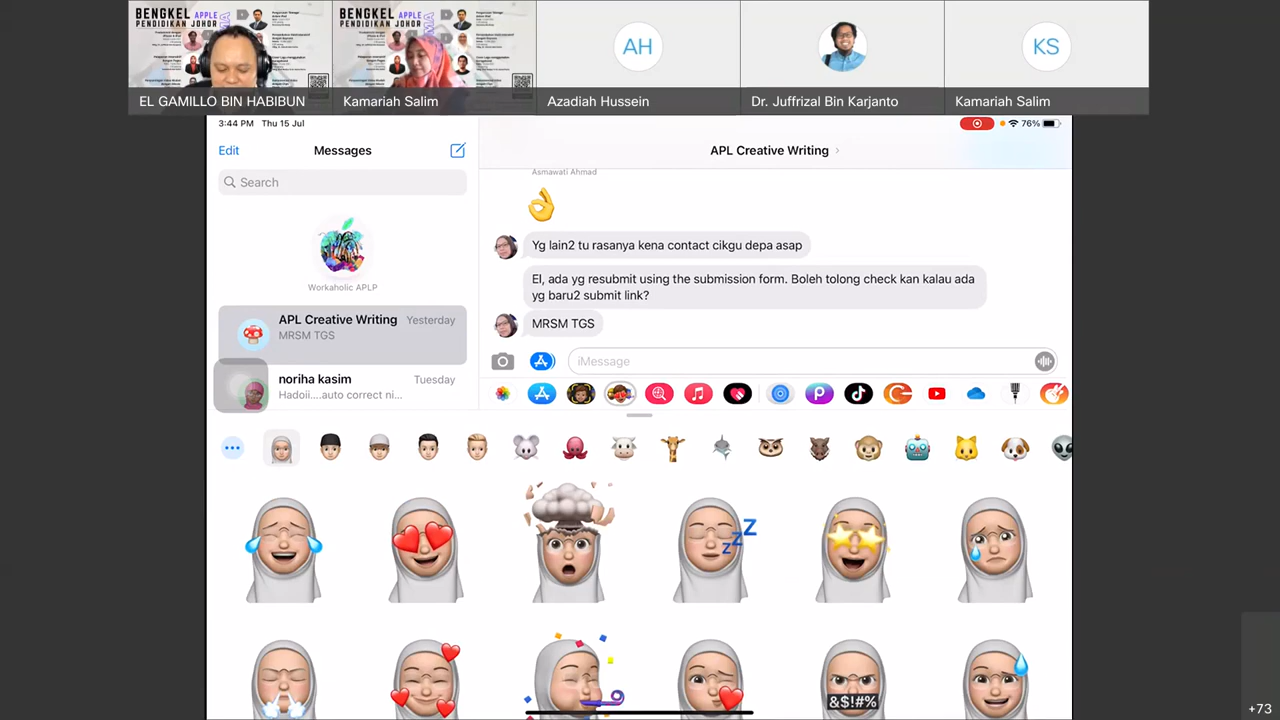 BENGKEL APPLE
PENDIDIKAN JOHOR
BENGKEL APPLE
PENDIDIKAN JOHOR
AH
KS
EL GAMILLO BIN HABIBUN
Kamariah Salim
Azadiah Hussein
Dr. Juffrizal Bin Karjanto
Kamariah Salim
3:44 PM Thu 15 Jul
76%
Edit
Messages
Search
Workaholic APLP
APL Creative Writing
Yesterday
MRSM TGS
noriha kasim
Tuesday
Hadoii....auto correct ni...
APL Creative Writing
Asmawati Ahmad
Yg lain2 tu rasanya kena contact cikgu depa asap
El, ada yg resubmit using the submission form. Boleh tolong check kan kalau ada
yg baru2 submit link?
MRSM TGS
iMessage
z z Z
&$!#%
+73